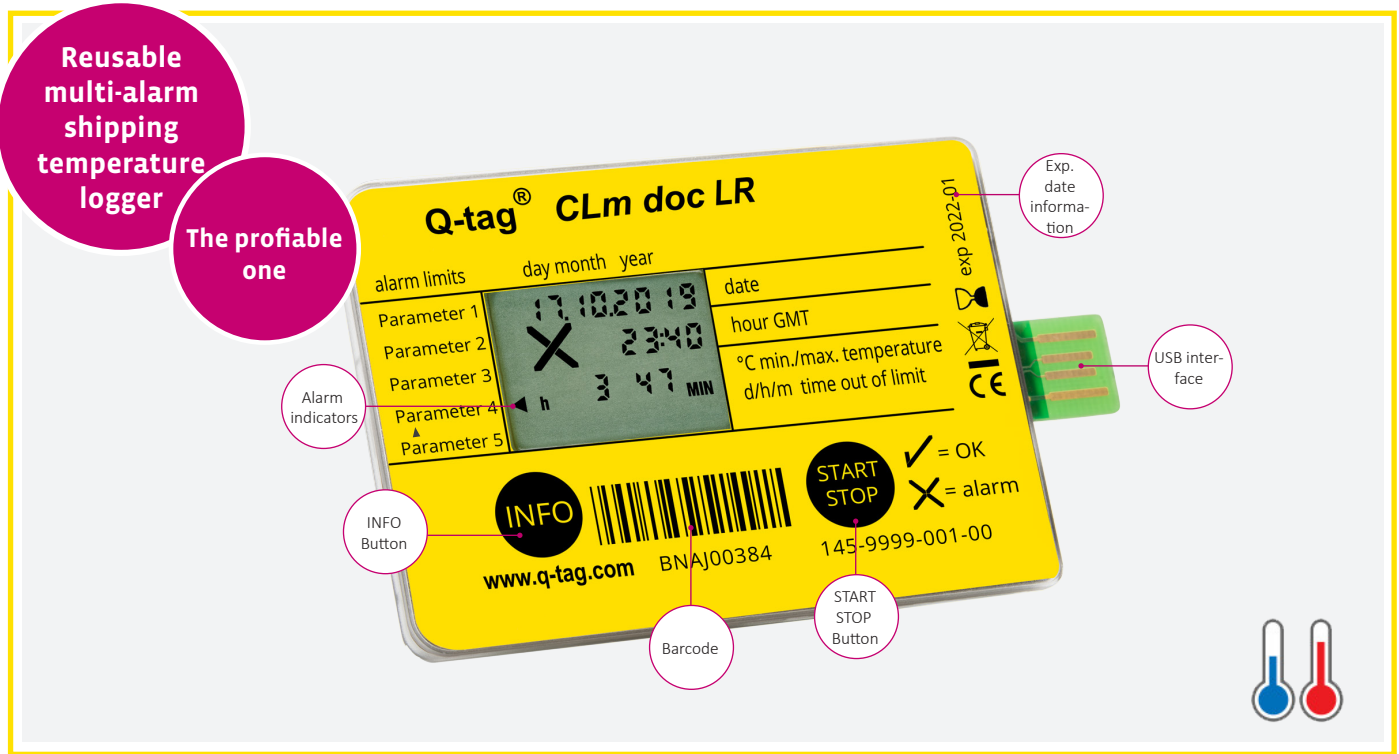 Reusable
multi-alarm
shipping
temperature
logger
The profiable
one
Q-tag® CLm doc LR
alarm limits
day month year
Parameter 1
Parameter 2
Parameter 3
Parameter 4
Parameter 5
17.10.2019
23:40
h 3 47 MIN
date
hour GMT
°C min./max. temperature
d/h/m time out of limit
exp 2022-01
CE
INFO
START
STOP
= OK
= alarm
www.q-tag.com
BNAJ00384
145-9999-001-00
Exp.
date
informa-
tion
USB inter-
face
Alarm
indicators
INFO
Button
Barcode
START
STOP
Button